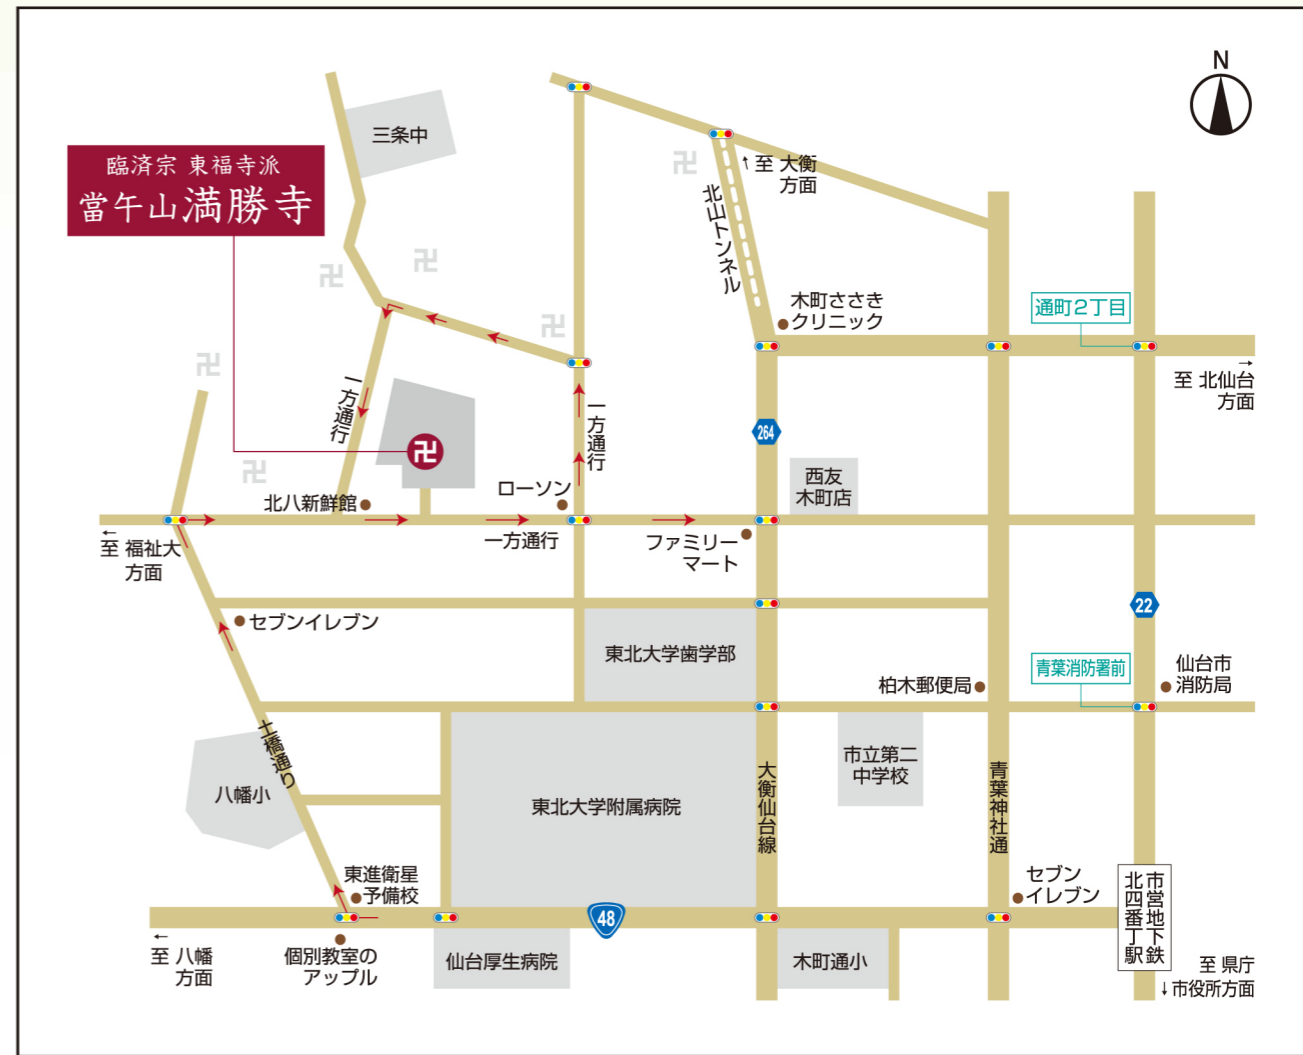 N
三条中
臨済宗 東福寺派
當午山満勝寺
↑至 大衡
方面
北山トンネル
木町ささき
クリニック
通町2丁目
→
至 北仙台
方面
一方通行
一方通行
264
西友
木町店
北八新鮮館
ローソン
一方通行
ファミリー
マート
←
至 福祉大
方面
セブンイレブン
22
東北大学歯学部
柏木郵便局
青葉消防署前
仙台市
消防局
土橋通り
八幡小
東北大学附属病院
大衡仙台線
市立第二
中学校
青葉神社通
東進衛星
予備校
セブン
イレブン
市営地下鉄
北四番丁駅
48
←
至 八幡
方面
個別教室の
アップル
仙台厚生病院
木町通小
至 県庁
↓市役所方面